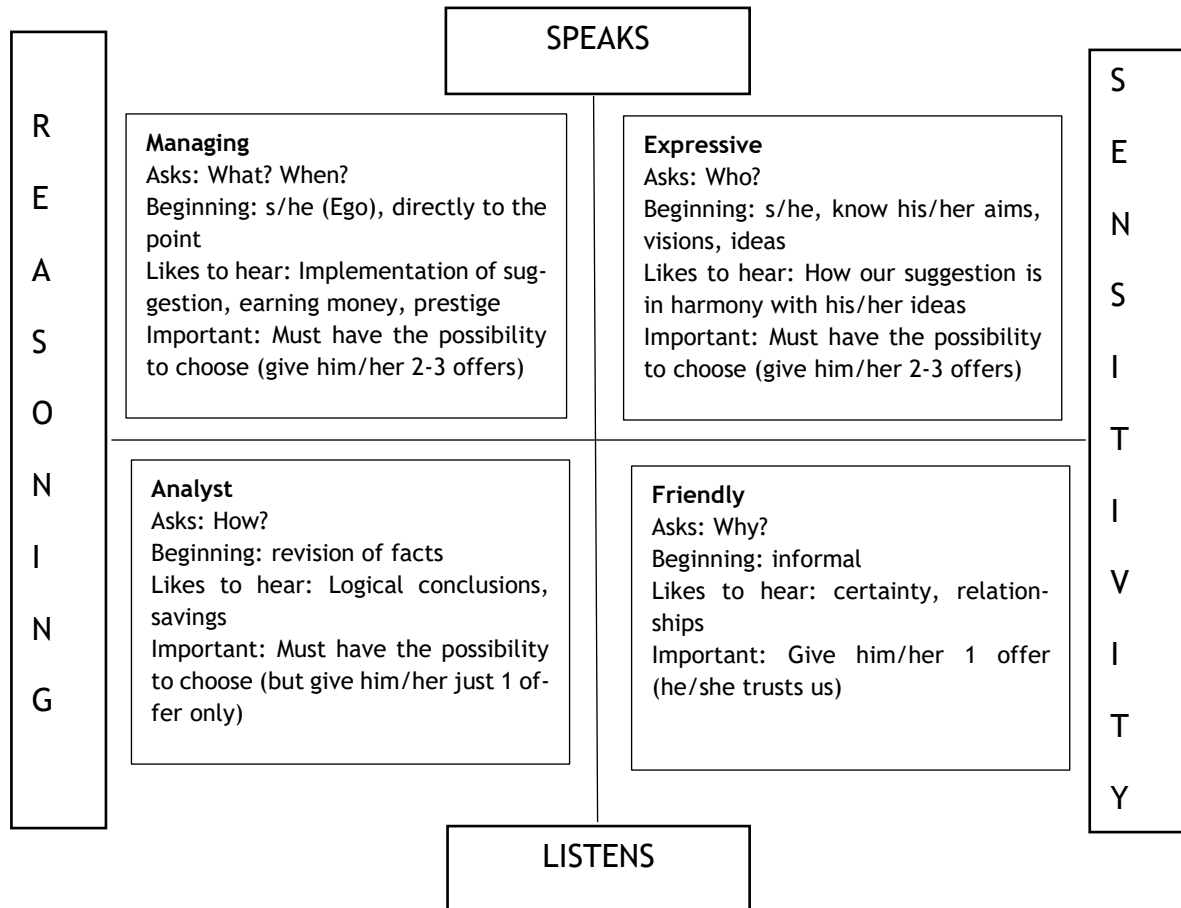 SPEAKS
REASONING
SENSITIVITY
Managing
Asks: What? When?
Beginning: s/he (Ego), directly to the
point
Likes to hear: Implementation of sug-
gestion, earning money, prestige
Important: Must have the possibility
to choose (give him/her 2-3 offers)
Expressive
Asks: Who?
Beginning: s/he, know his/her aims,
visions, ideas
Likes to hear: How our suggestion is
in harmony with his/her ideas
Important: Must have the possibility
to choose (give him/her 2-3 offers)
Analyst
Asks: How?
Beginning: revision of facts
Likes to hear: Logical conclusions,
savings
Important: Must have the possibility
to choose (but give him/her just 1 of-
fer only)
Friendly
Asks: Why?
Beginning: informal
Likes to hear: certainty, relation-
ships
Important: Give him/her 1 offer
(he/she trusts us)
LISTENS